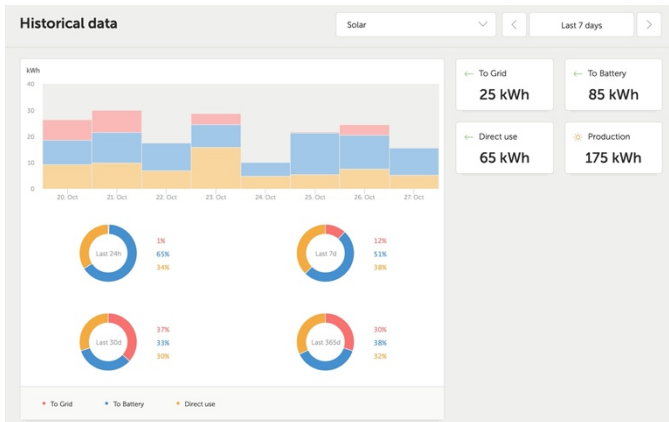 Historical data
Solar
Last 7 days
kWh
40
30
20
10
0
20. Oct
21. Oct
22. Oct
23. Oct
24. Oct
25. Oct
26. Oct
27. Oct
To Grid
25 kWh
To Battery
85 kWh
Direct use
65 kWh
Production
175 kWh
Last 24h
1%
65%
34%
Last 7d
12%
51%
38%
Last 30d
37%
33%
30%
Last 365d
30%
38%
32%
To Grid
To Battery
Direct use